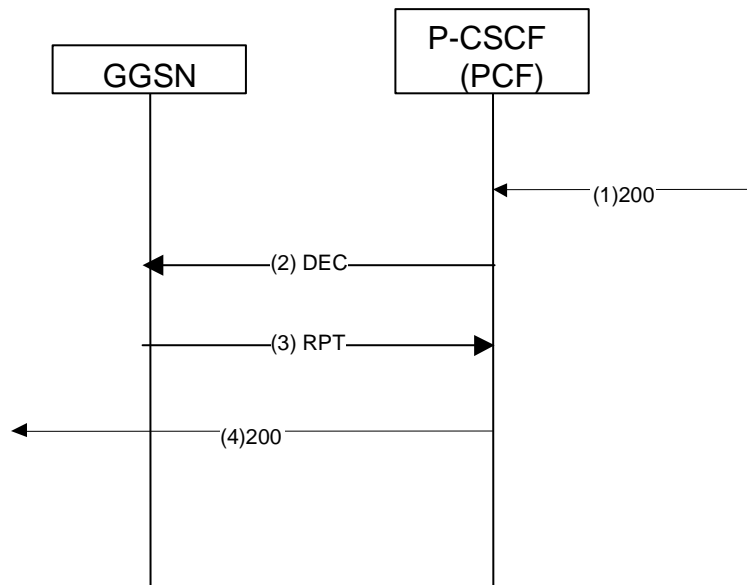 GGSN
P-CSCF
(PCF)
(1)200
(2) DEC
(3) RPT
(4)200